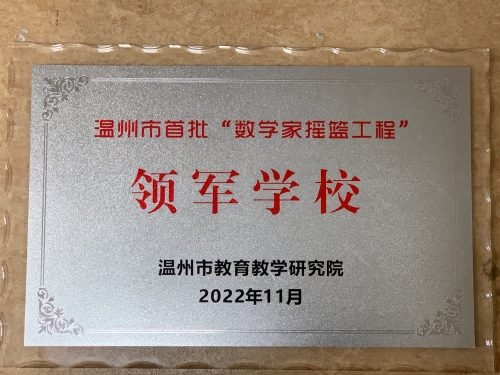 温州市首批“数学家摇篮工程”
领军学校
温州市教育教学研究院
2022年11月